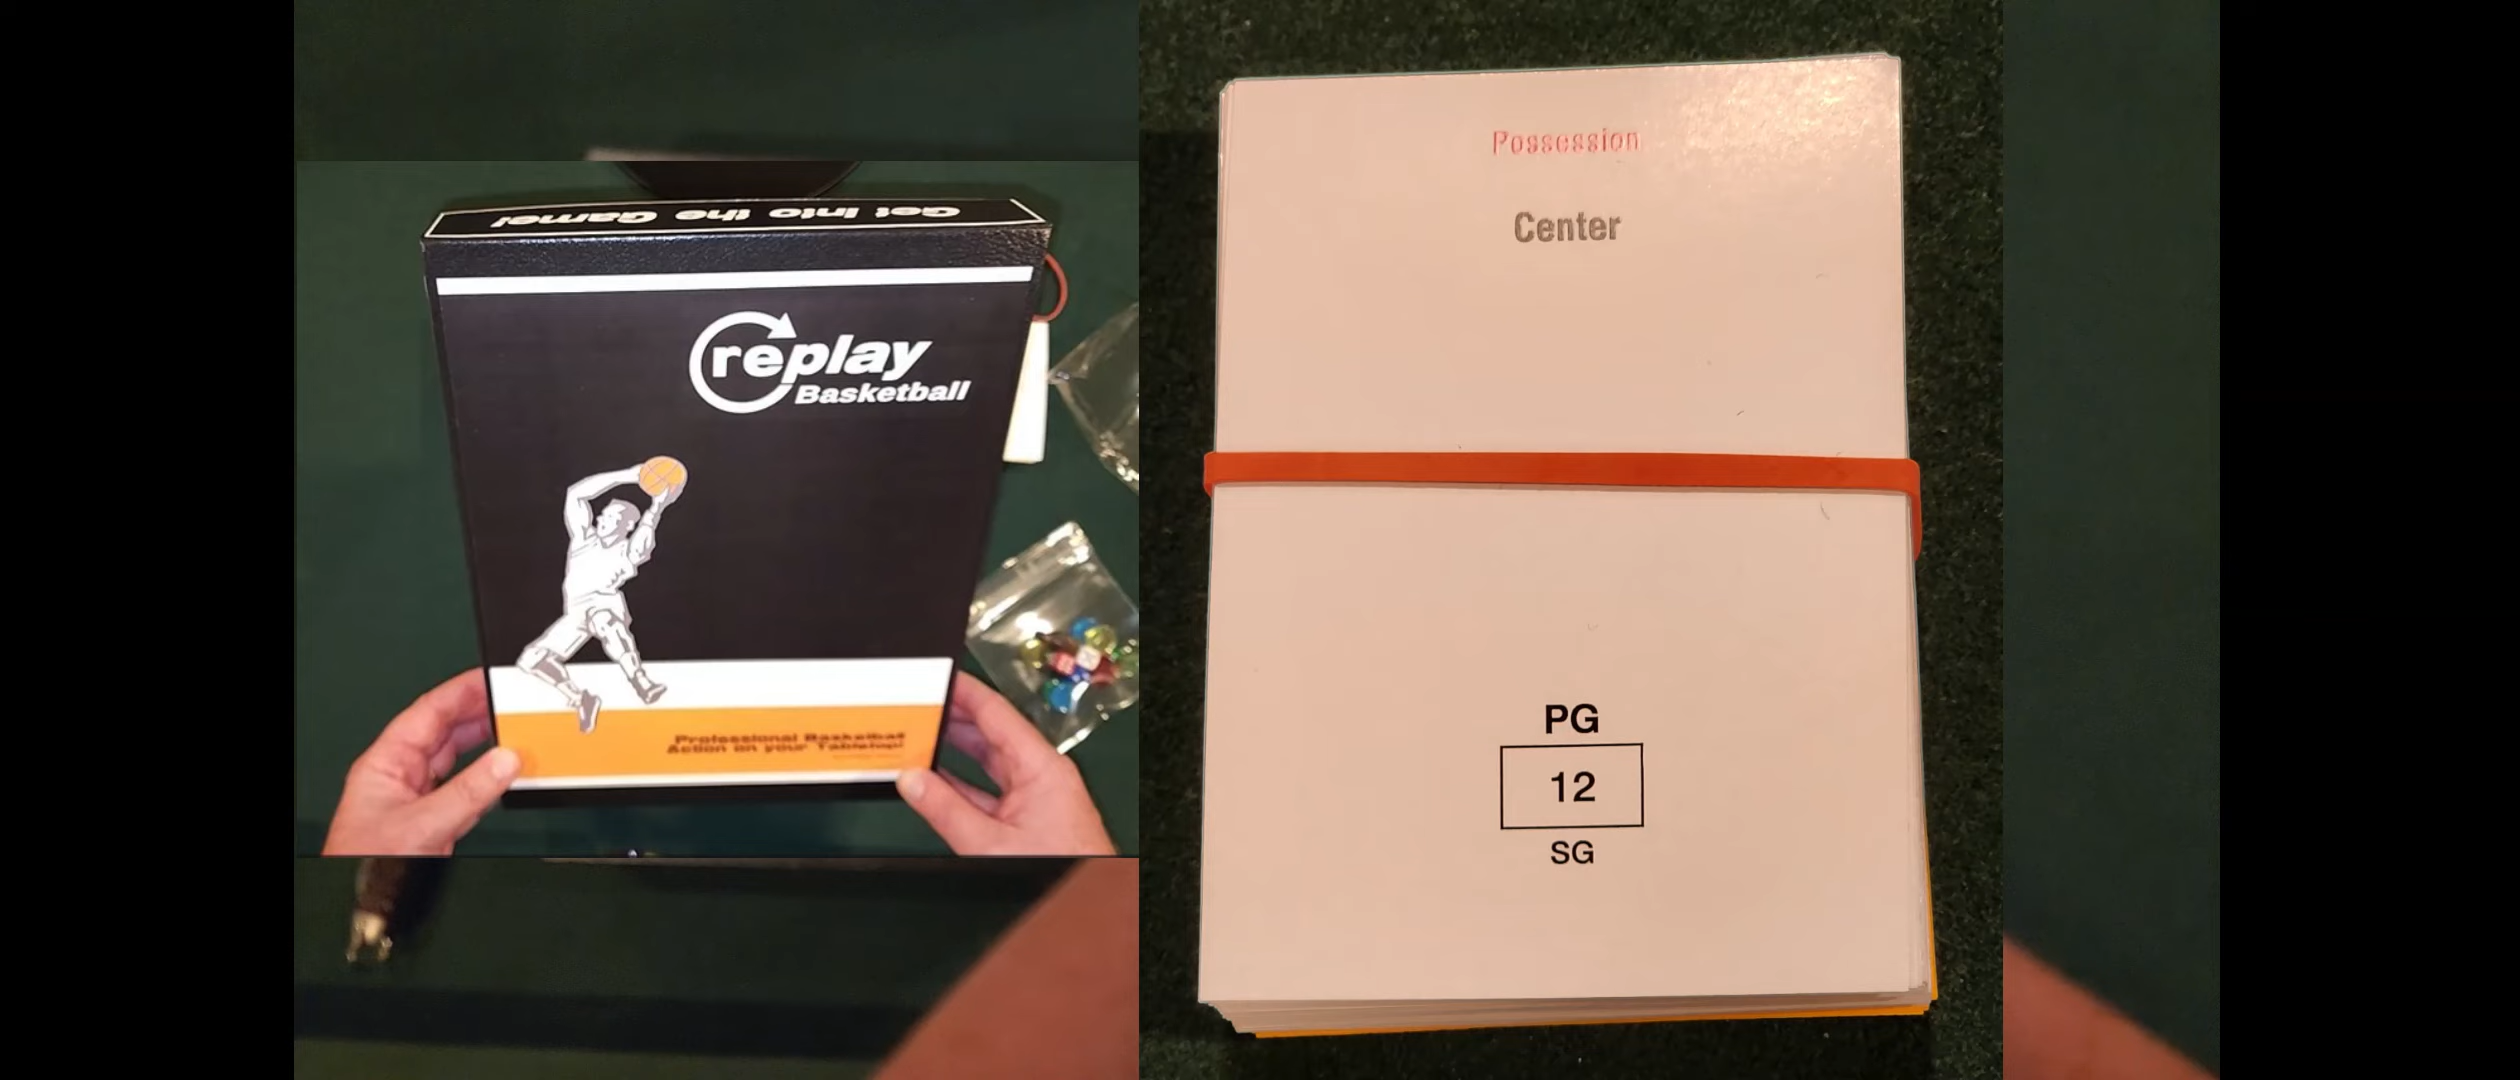 Get Into the Game!
replay
Basketball
Professional Basketball
Action on your Tabletop!
Possession
Center
PG
12
SG